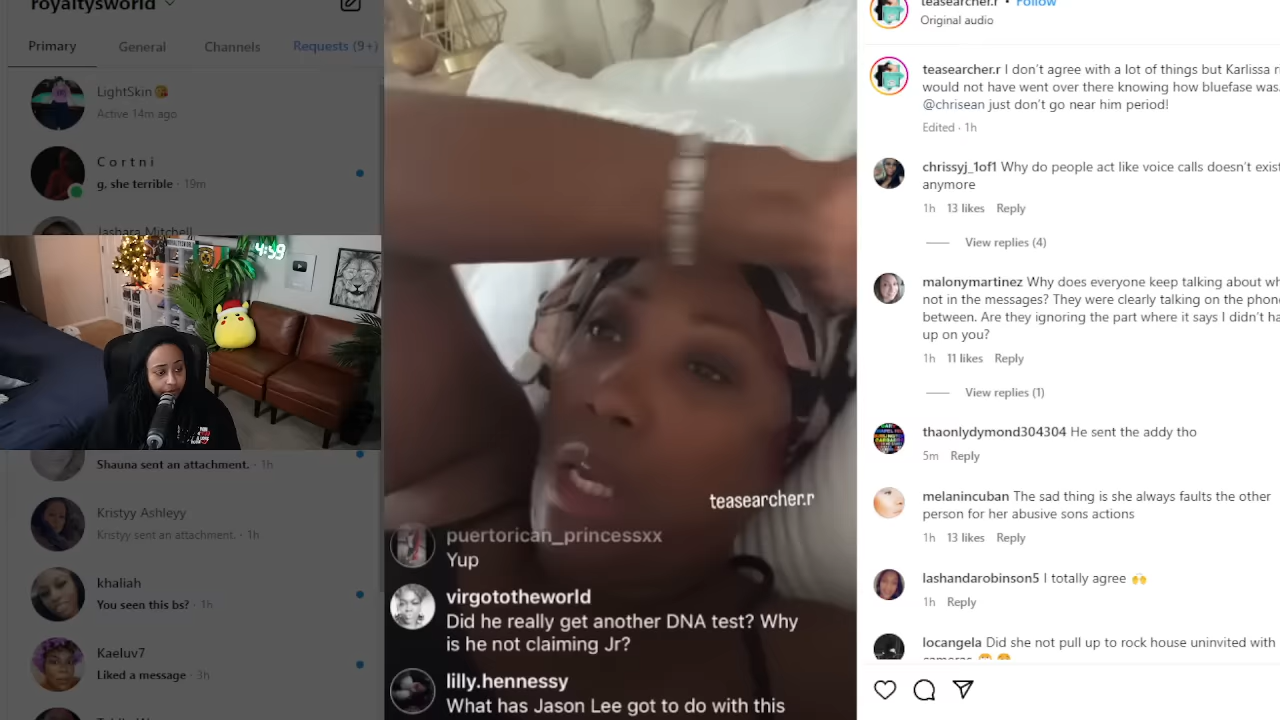 royaltysworld
Primary
General
Channels
Requests (9+)
LightSkin😘
Active 14m ago
C o r t n i
g, she terrible · 19m
Jashara Mitchell
4:59
Shauna sent an attachment. · 1h
Kristyy Ashleyy
Kristyy sent an attachment. · 1h
khaliah
You seen this bs? · 1h
Kaeluv7
Liked a message · 3h
teasearcher.r
puertorican_princessxx
Yup
virgototheworld
Did he really get another DNA test? Why
is he not claiming Jr?
lilly.hennessy
What has Jason Lee got to do with this
teasearcher.r • Follow
Original audio
teasearcher.r I don't agree with a lot of things but Karlissa ri
would not have went over there knowing how bluefase was.
@chrisean just don't go near him period!
Edited · 1h
chrissyj_1of1 Why do people act like voice calls doesn't exist
anymore
1h 13 likes Reply
View replies (4)
malonymartinez Why does everyone keep talking about wh
not in the messages? They were clearly talking on the phone
between. Are they ignoring the part where it says I didn't ha
up on you?
1h 11 likes Reply
View replies (1)
thaonlydymond304304 He sent the addy tho
5m Reply
melanincuban The sad thing is she always faults the other
person for her abusive sons actions
1h 13 likes Reply
lashandarobinson5 I totally agree 🙌
1h Reply
locangela Did she not pull up to rock house uninvited with
cameras